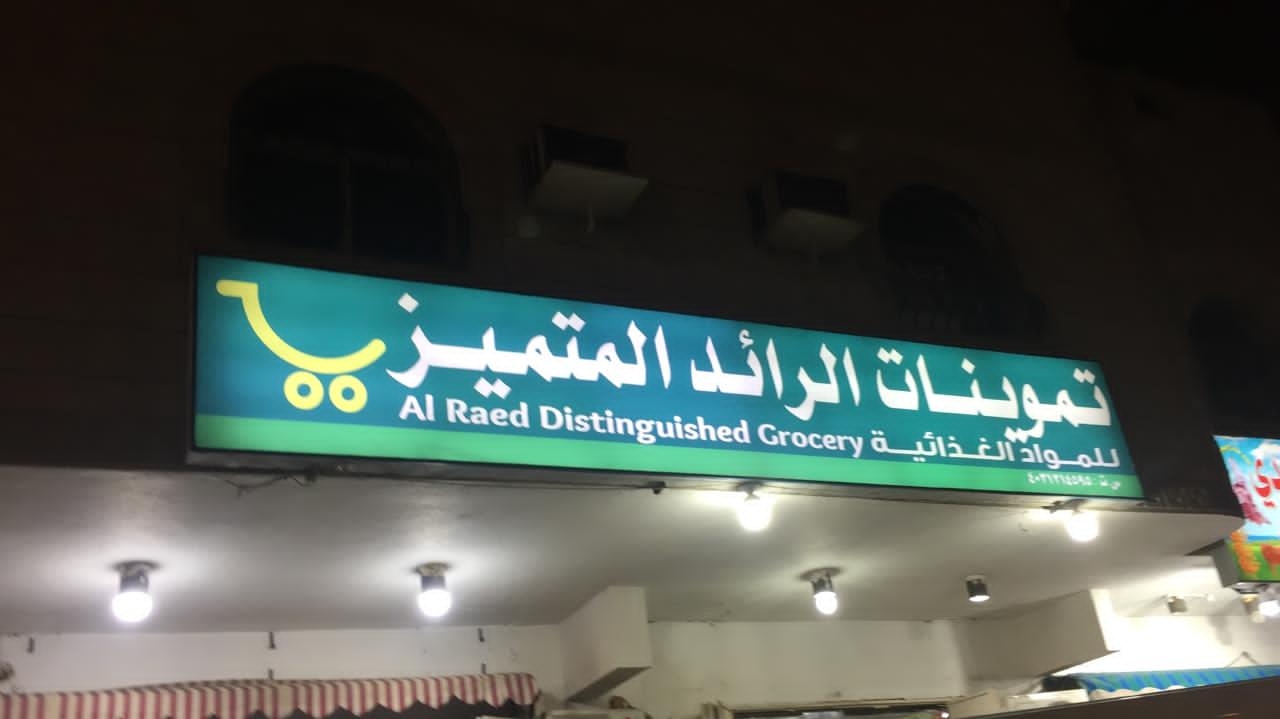 تموينات الرائد المتميز
للمواد الغذائية Al Raed Distinguished Grocery